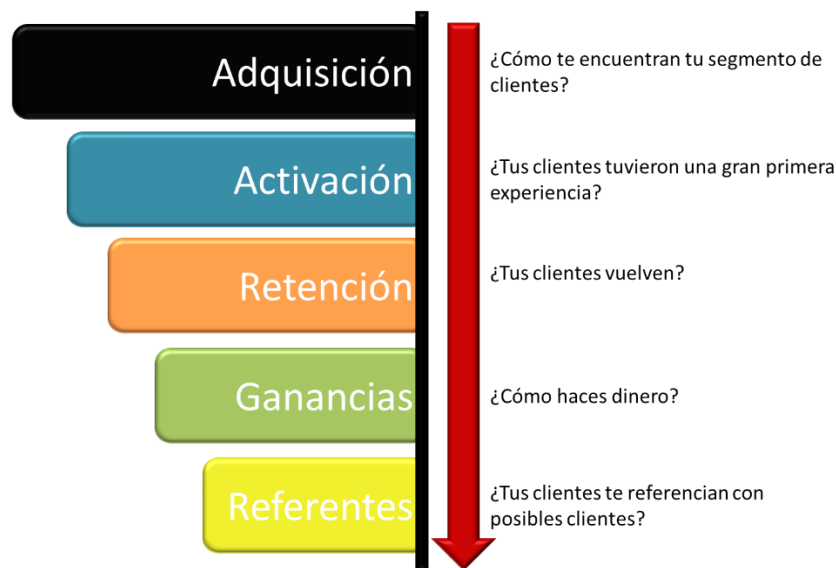 Adquisición
¿Cómo te encuentran tu segmento de
clientes?
Activación
¿Tus clientes tuvieron una gran primera
experiencia?
Retención
¿Tus clientes vuelven?
Ganancias
¿Cómo haces dinero?
Referentes
¿Tus clientes te referencian con
posibles clientes?